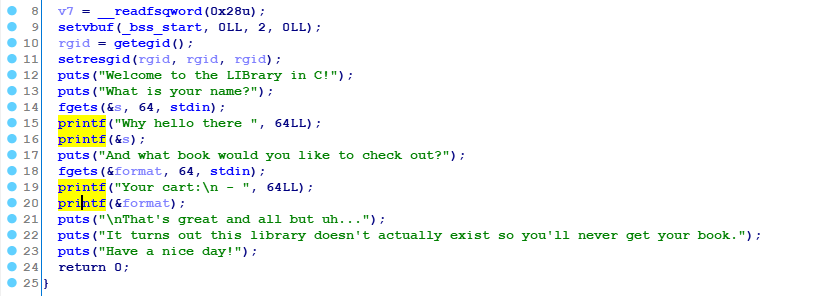 8 v7 = __readfsqword(0x28u);
9 setvbuf(_bss_start, 0LL, 2, 0LL);
10 rgid = getegid();
11 setresgid(rgid, rgid, rgid);
12 puts("Welcome to the LIBrary in C!");
13 puts("What is your name?");
14 fgets(&s, 64, stdin);
15 printf("Why hello there ", 64LL);
16 printf(&s);
17 puts("And what book would you like to check out?");
18 fgets(&format, 64, stdin);
19 printf("Your cart:\n - ", 64LL);
20 printf(&format);
21 puts("\nThat's great and all but uh...");
22 puts("It turns out this library doesn't actually exist so you'll never get your book.");
23 puts("Have a nice day!");
24 return 0;
25 }